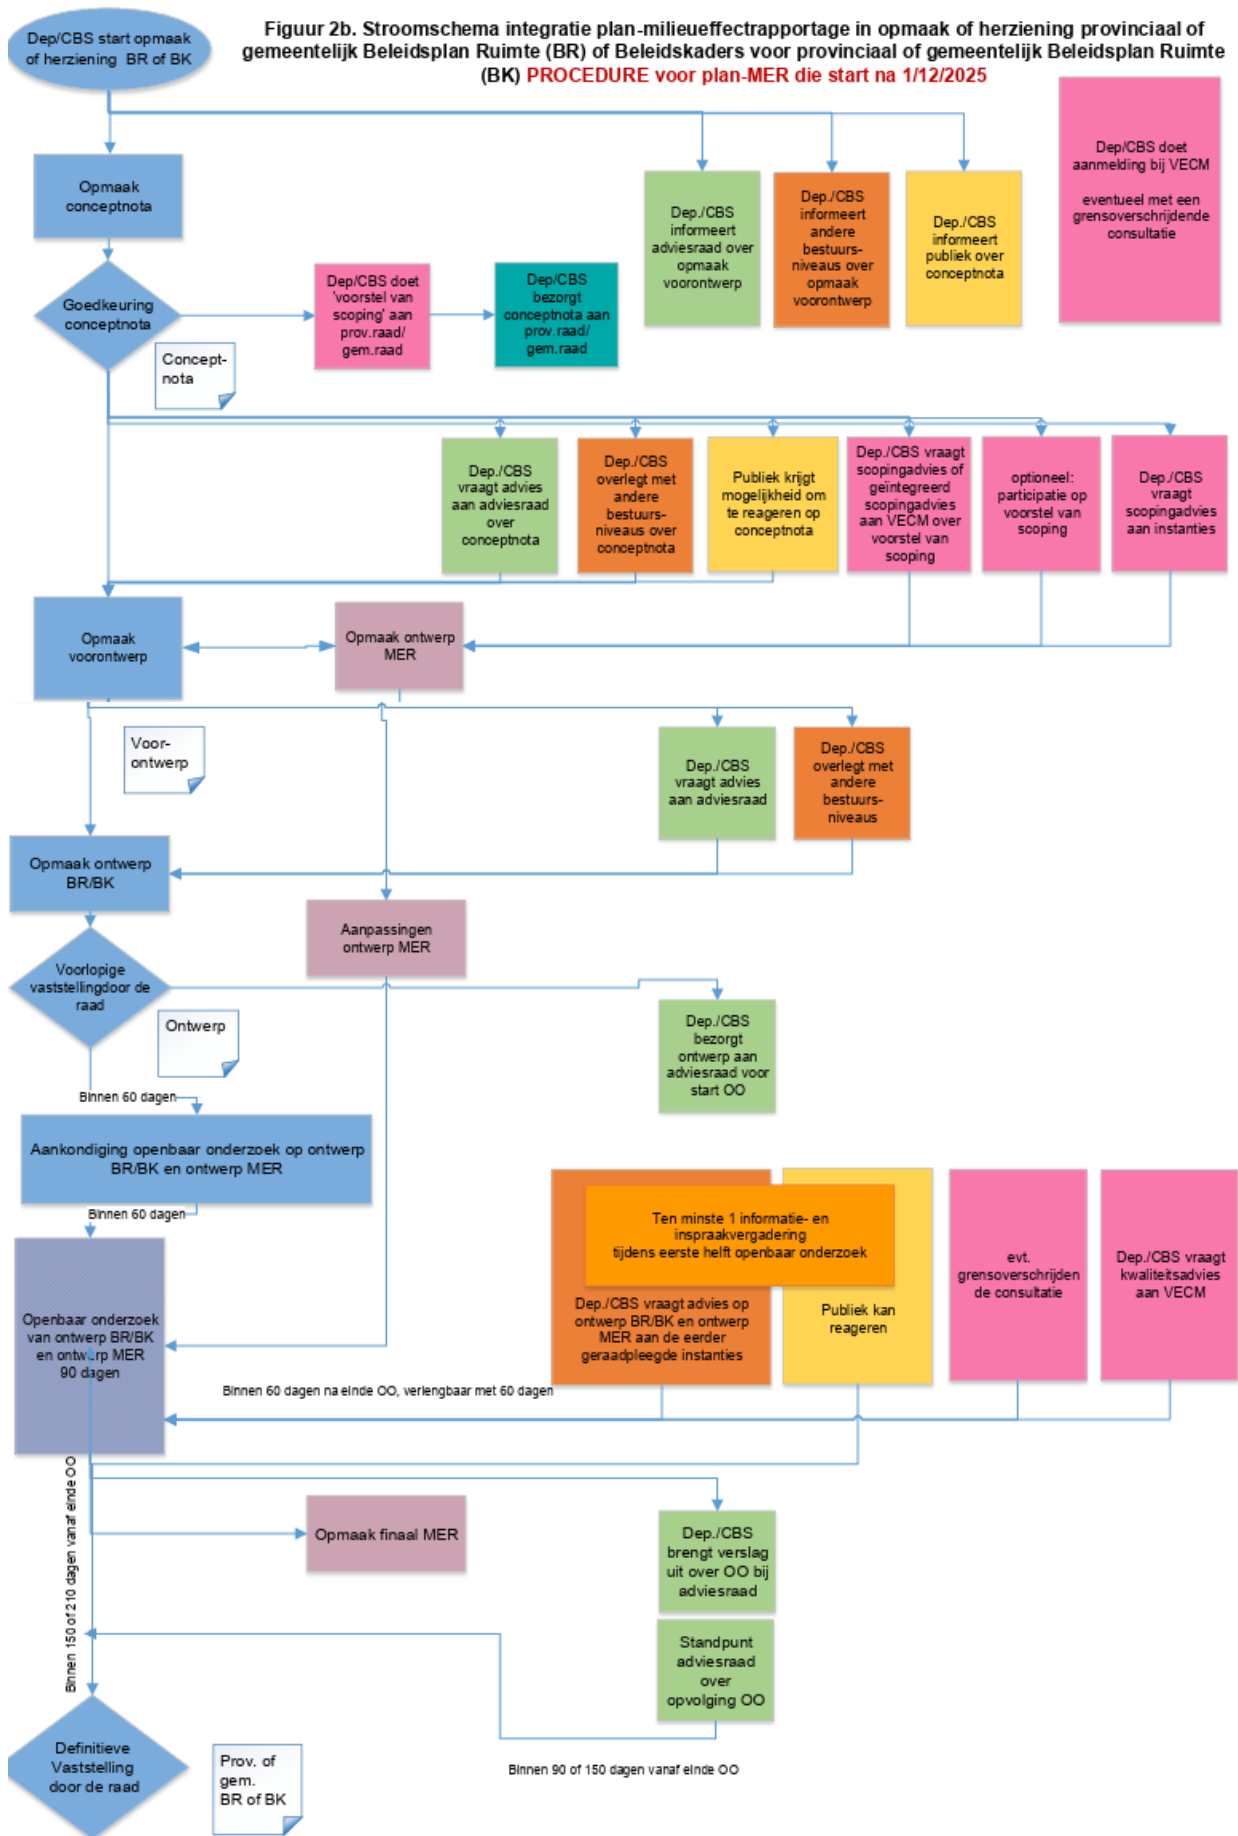 Figuur 2b. Stroomschema integratie plan-milieueffectrapportage in opmaak of herziening provinciaal of
gemeentelijk Beleidsplan Ruimte (BR) of Beleidskaders voor provinciaal of gemeentelijk Beleidsplan Ruimte
(BK) PROCEDURE voor plan-MER die start na 1/12/2025
Dep/CBS start opmaak
of herziening BR of BK
Opmaak
conceptnota
Dep./CBS
informeert
adviesraad over
opmaak
voorontwerp
Dep./CBS
informeert
andere
bestuurs-
niveaus over
opmaak
voorontwerp
Dep./CBS
informeert
publiek over
conceptnota
Dep/CBS doet
aanmelding bij VECM
eventueel met een
grensoverschrijdende
consultatie
Goedkeuring
conceptnota
Dep/CBS doet
'voorstel van
scoping' aan
prov.raad/
gem.raad
Dep/CBS
bezorgt
conceptnota aan
prov.raad/
gem.raad
Concept-
nota
Dep./CBS
vraagt advies
aan adviesraad
over
conceptnota
Dep./CBS
overlegt met
andere
bestuurs-
niveaus over
conceptnota
Publiek krijgt
mogelijkheid om
te reageren op
conceptnota
Dep./CBS vraagt
scopingadvies of
geïntegreerd
scopingadvies
aan VECM over
voorstel van
scoping
optioneel:
participatie op
voorstel van
scoping
Dep./CBS
vraagt
scopingadvies
aan instanties
Opmaak
voorontwerp
Opmaak ontwerp
MER
Voor-
ontwerp
Dep./CBS
vraagt advies
aan adviesraad
Dep./CBS
overlegt met
andere
bestuurs-
niveaus
Opmaak ontwerp
BR/BK
Aanpassingen
ontwerp MER
Voorlopige
vaststellingdoor de
raad
Ontwerp
Dep./CBS
bezorgt
ontwerp aan
adviesraad voor
start OO
Binnen 60 dagen
Aankondiging openbaar onderzoek op ontwerp
BR/BK en ontwerp MER
Binnen 60 dagen
Openbaar onderzoek
van ontwerp BR/BK
en ontwerp MER
90 dagen
Ten minste 1 informatie- en
inspraakvergadering
tijdens eerste helft openbaar onderzoek
Dep./CBS vraagt advies op
ontwerp BR/BK en ontwerp
MER aan de eerder
geraadpleegde instanties
Publiek kan
reageren
evt.
grensoverschrijden
de consultatie
Dep./CBS vraagt
kwaliteitsadvies
aan VECM
Binnen 60 dagen na einde OO, verlengbaar met 60 dagen
Binnen 150 of 210 dagen vanaf einde OO
Opmaak finaal MER
Dep./CBS
brengt verslag
uit over OO bij
adviesraad
Standpunt
adviesraad
over
opvolging OO
Definitieve
Vaststelling
door de raad
Prov. of
gem.
BR of BK
Binnen 90 of 150 dagen vanaf einde OO